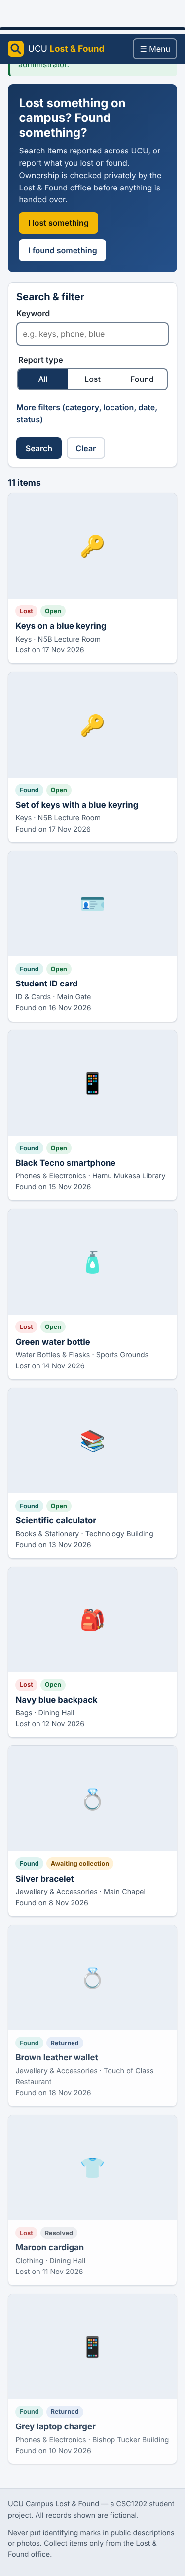 UCU Lost & Found
☰ Menu
administrator.
Lost something on
campus? Found
something?
Search items reported across UCU, or
report what you lost or found.
Ownership is checked privately by the
Lost & Found office before anything is
handed over.
I lost something
I found something
Search & filter
Keyword
e.g. keys, phone, blue
Report type
All Lost Found
More filters (category, location, date,
status)
Search Clear
11 items
Lost Open
Keys on a blue keyring
Keys · N5B Lecture Room
Lost on 17 Nov 2026
Found Open
Set of keys with a blue keyring
Keys · N5B Lecture Room
Found on 17 Nov 2026
Found Open
Student ID card
ID & Cards · Main Gate
Found on 16 Nov 2026
Found Open
Black Tecno smartphone
Phones & Electronics · Hamu Mukasa Library
Found on 15 Nov 2026
Lost Open
Green water bottle
Water Bottles & Flasks · Sports Grounds
Lost on 14 Nov 2026
Found Open
Scientific calculator
Books & Stationery · Technology Building
Found on 13 Nov 2026
Lost Open
Navy blue backpack
Bags · Dining Hall
Lost on 12 Nov 2026
Found Awaiting collection
Silver bracelet
Jewellery & Accessories · Main Chapel
Found on 8 Nov 2026
Found Returned
Brown leather wallet
Jewellery & Accessories · Touch of Class
Restaurant
Found on 18 Nov 2026
Lost Resolved
Maroon cardigan
Clothing · Dining Hall
Lost on 11 Nov 2026
Found Returned
Grey laptop charger
Phones & Electronics · Bishop Tucker Building
Found on 10 Nov 2026
UCU Campus Lost & Found — a CSC1202 student
project. All records shown are fictional.
Never put identifying marks in public descriptions
or photos. Collect items only from the Lost &
Found office.